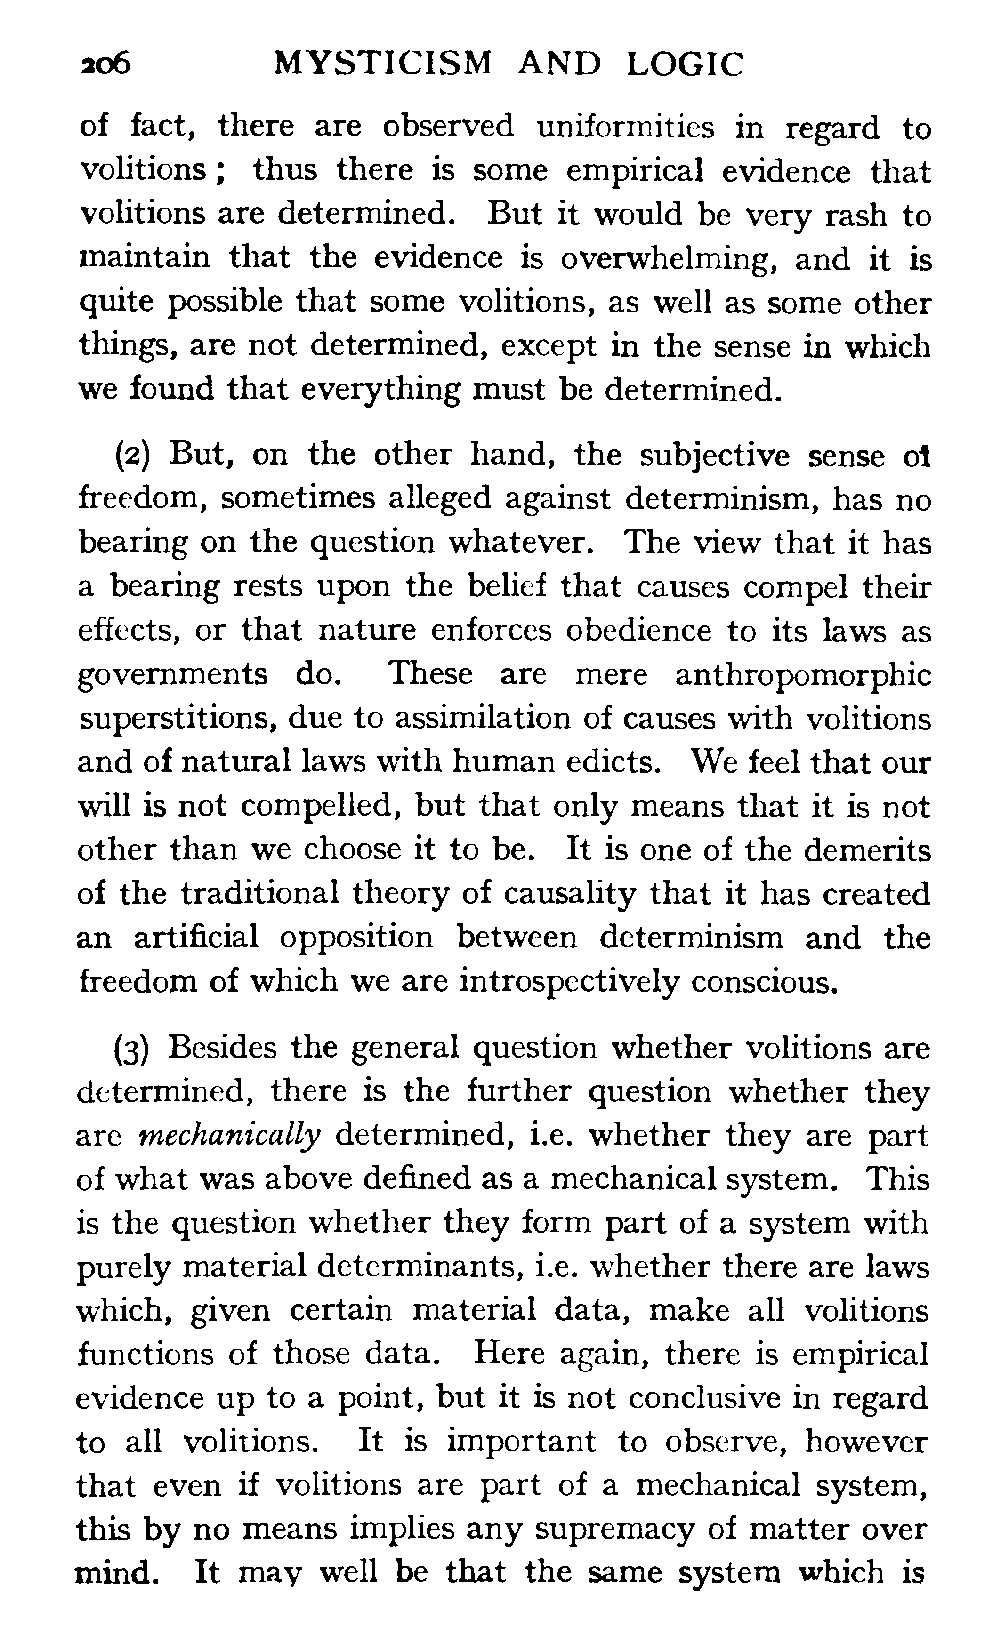 206 MYSTICISM AND LOGIC
of fact, there are observed uniformities in regard to
volitions ; thus there is some empirical evidence that
volitions are determined. But it would be very rash to
maintain that the evidence is overwhelming, and it is
quite possible that some volitions, as well as some other
things, are not determined, except in the sense in which
we found that everything must be determined.
(2) But, on the other hand, the subjective sense of
freedom, sometimes alleged against determinism, has no
bearing on the question whatever. The view that it has
a bearing rests upon the belief that causes compel their
effects, or that nature enforces obedience to its laws as
governments do. These are mere anthropomorphic
superstitions, due to assimilation of causes with volitions
and of natural laws with human edicts. We feel that our
will is not compelled, but that only means that it is not
other than we choose it to be. It is one of the demerits
of the traditional theory of causality that it has created
an artificial opposition between determinism and the
freedom of which we are introspectively conscious.
(3) Besides the general question whether volitions are
determined, there is the further question whether they
are mechanically determined, i.e. whether they are part
of what was above defined as a mechanical system. This
is the question whether they form part of a system with
purely material determinants, i.e. whether there are laws
which, given certain material data, make all volitions
functions of those data. Here again, there is empirical
evidence up to a point, but it is not conclusive in regard
to all volitions. It is important to observe, however
that even if volitions are part of a mechanical system,
this by no means implies any supremacy of matter over
mind. It may well be that the same system which is